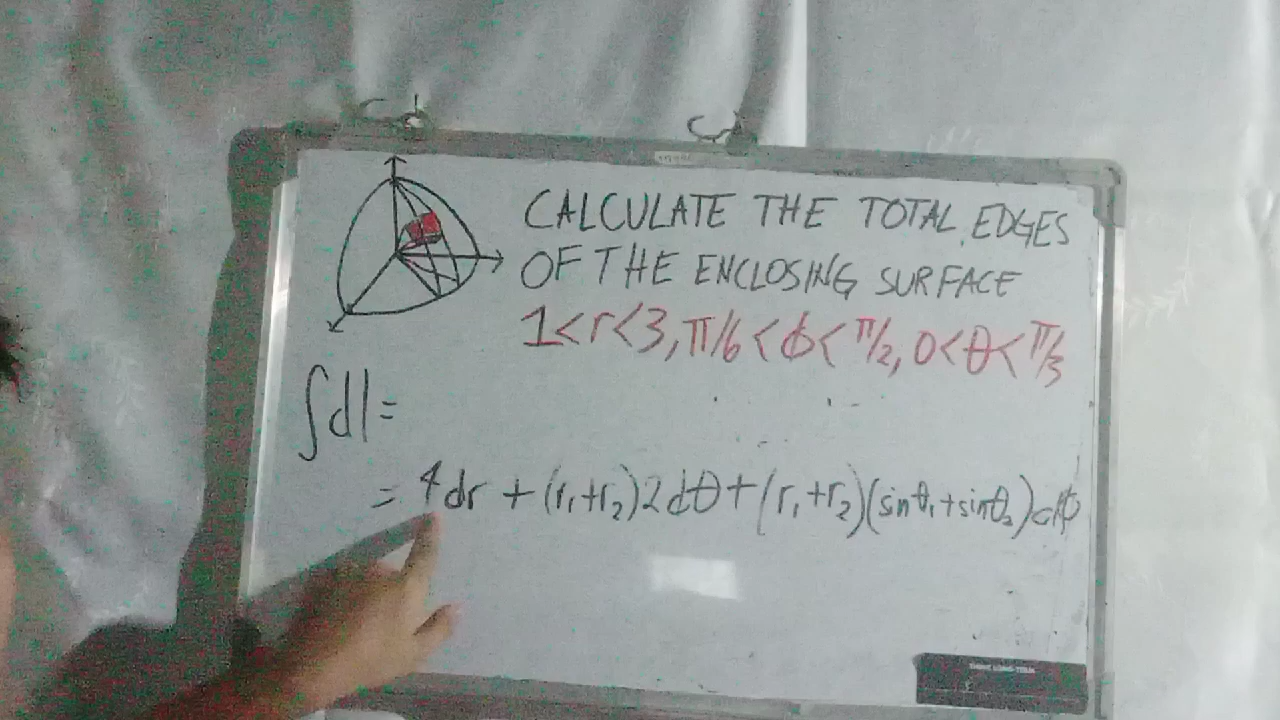 CALCULATE THE TOTAL EDGES
OF THE ENCLOSING SURFACE
1<r<3, π/6<ϕ<π/2, 0<θ<π/3
∫dl =
= 4dr + (r₁+r₂)2dθ + (r₁+r₂)(sinθ₁+sinθ₂)dϕ